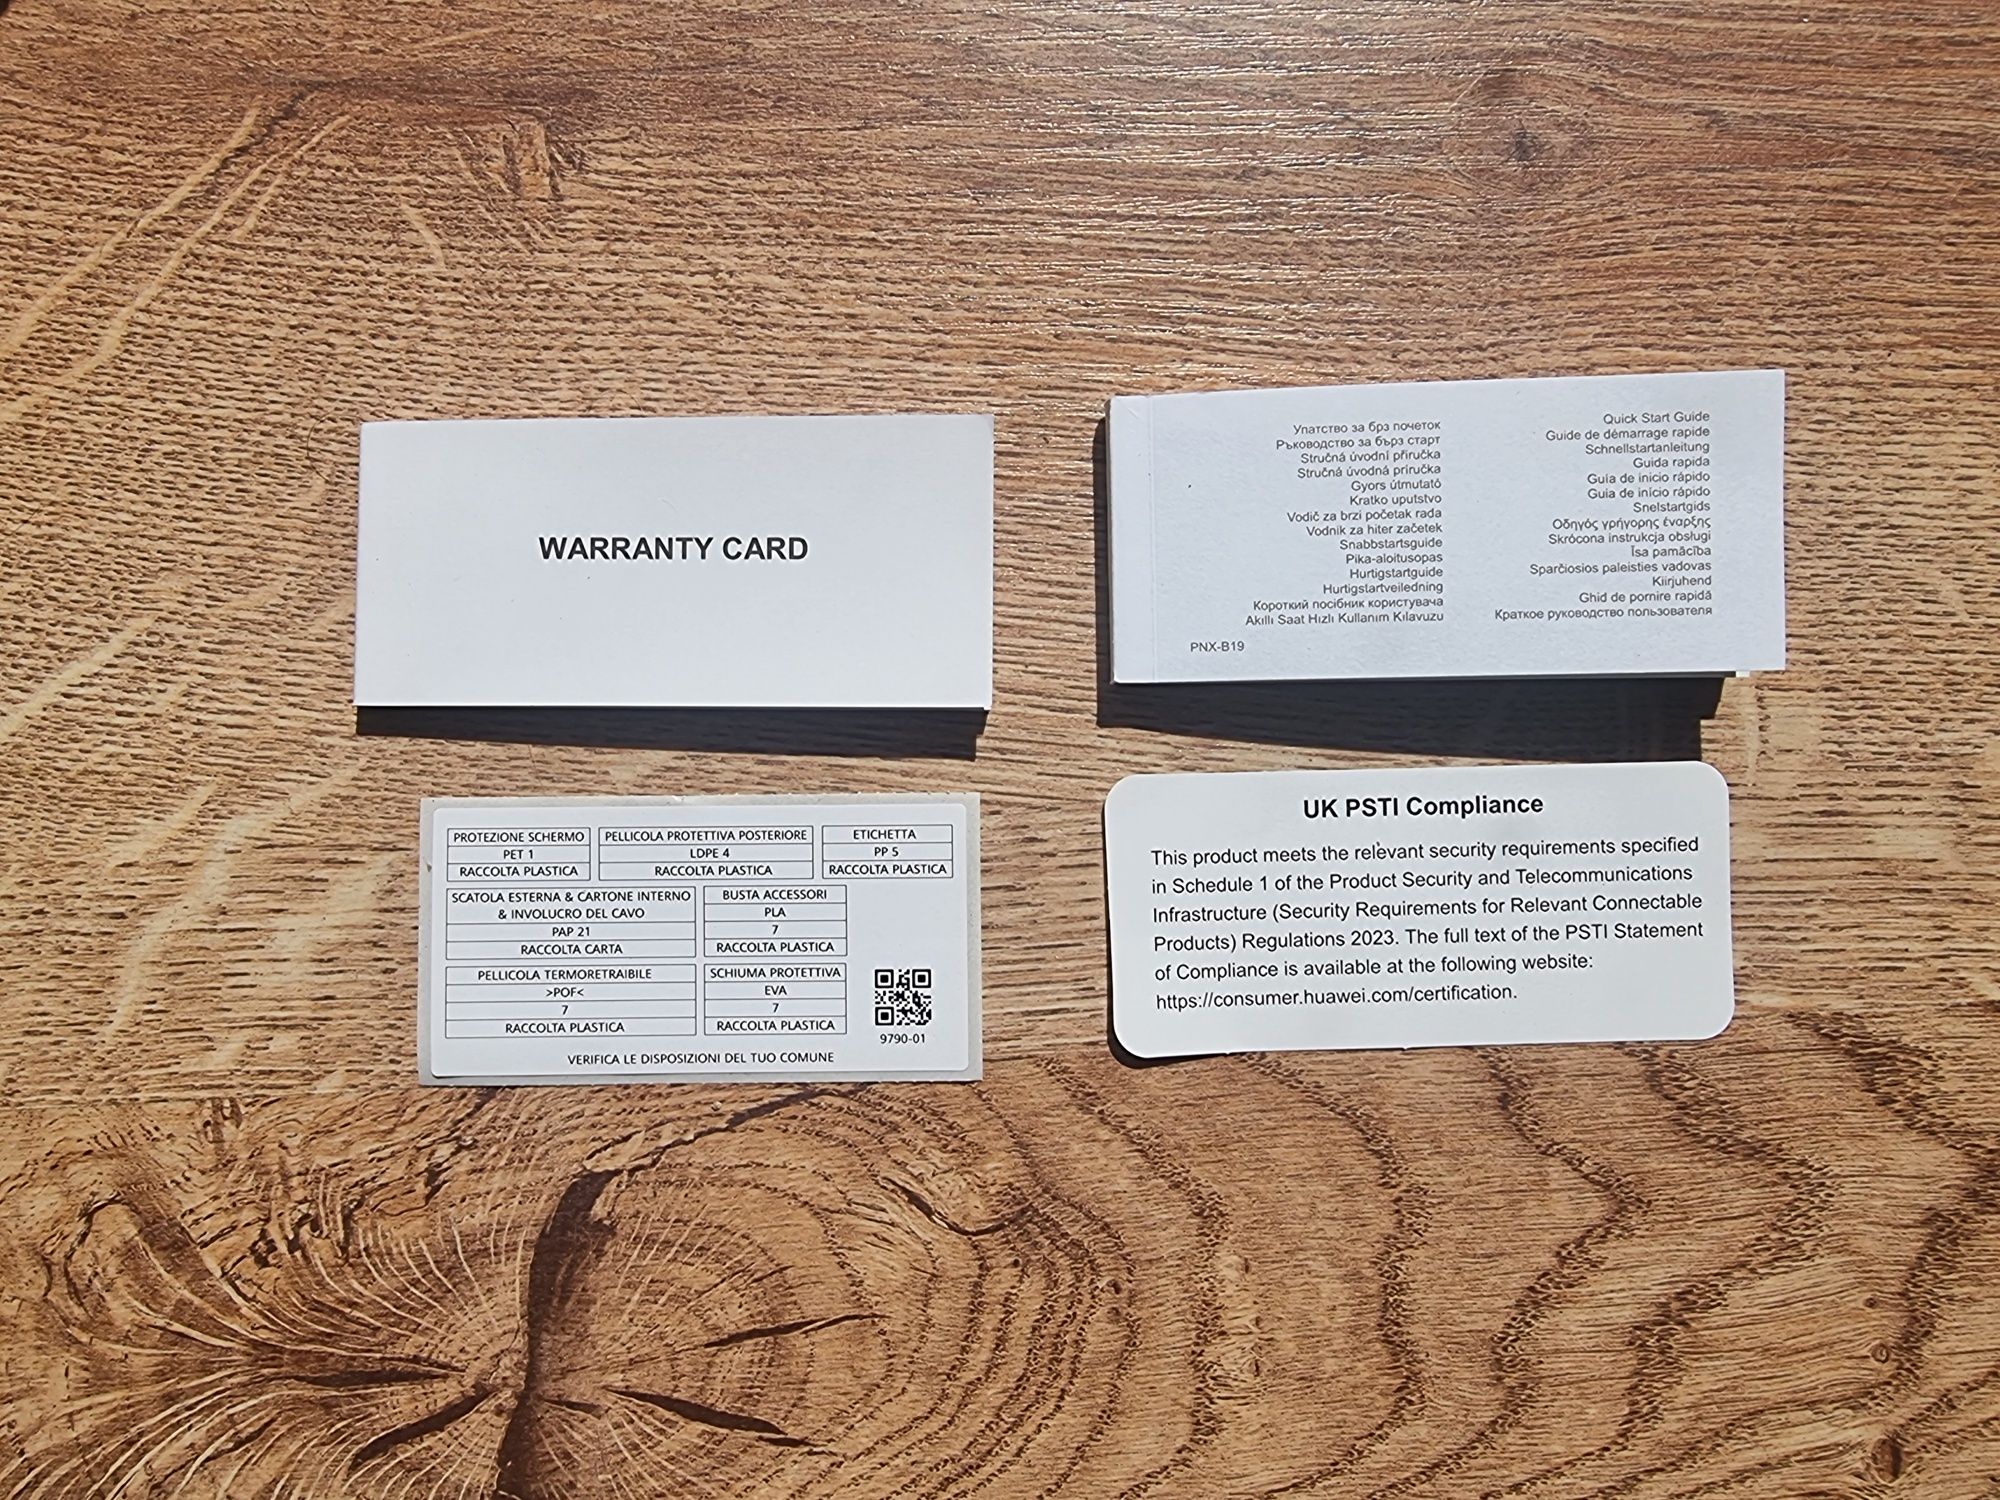 WARRANTY CARD
Упатство за брз почеток
Ръководство за бърз старт
Stručná úvodní příručka
Stručná úvodná príručka
Gyors útmutató
Kratko uputstvo
Vodič za brzi početak rada
Vodnik za hiter začetek
Snabbstartsguide
Pika-aloitusopas
Hurtigstartguide
Hurtigstartveiledning
Короткий посібник користувача
Akıllı Saat Hızlı Kullanım Kılavuzu
Quick Start Guide
Guide de démarrage rapide
Schnellstartanleitung
Guida rapida
Guía de inicio rápido
Guia de início rápido
Snelstartgids
Οδηγός γρήγορης έναρξης
Skrócona instrukcja obsługi
Īsa pamācība
Sparčiosios paleisties vadovas
Kiirjuhend
Ghid de pornire rapidă
Краткое руководство пользователя
PNX-B19
PROTEZIONE SCHERMO
PET 1
RACCOLTA PLASTICA
PELLICOLA PROTETTIVA POSTERIORE
LDPE 4
RACCOLTA PLASTICA
ETICHETTA
PP 5
RACCOLTA PLASTICA
SCATOLA ESTERNA & CARTONE INTERNO
& INVOLUCRO DEL CAVO
PAP 21
RACCOLTA CARTA
BUSTA ACCESSORI
PLA
7
RACCOLTA PLASTICA
PELLICOLA TERMORETRAIBILE
>POF<
7
RACCOLTA PLASTICA
SCHIUMA PROTETTIVA
EVA
7
RACCOLTA PLASTICA
9790-01
VERIFICA LE DISPOSIZIONI DEL TUO COMUNE
UK PSTI Compliance
This product meets the relevant security requirements specified
in Schedule 1 of the Product Security and Telecommunications
Infrastructure (Security Requirements for Relevant Connectable
Products) Regulations 2023. The full text of the PSTI Statement
of Compliance is available at the following website:
https://consumer.huawei.com/certification.